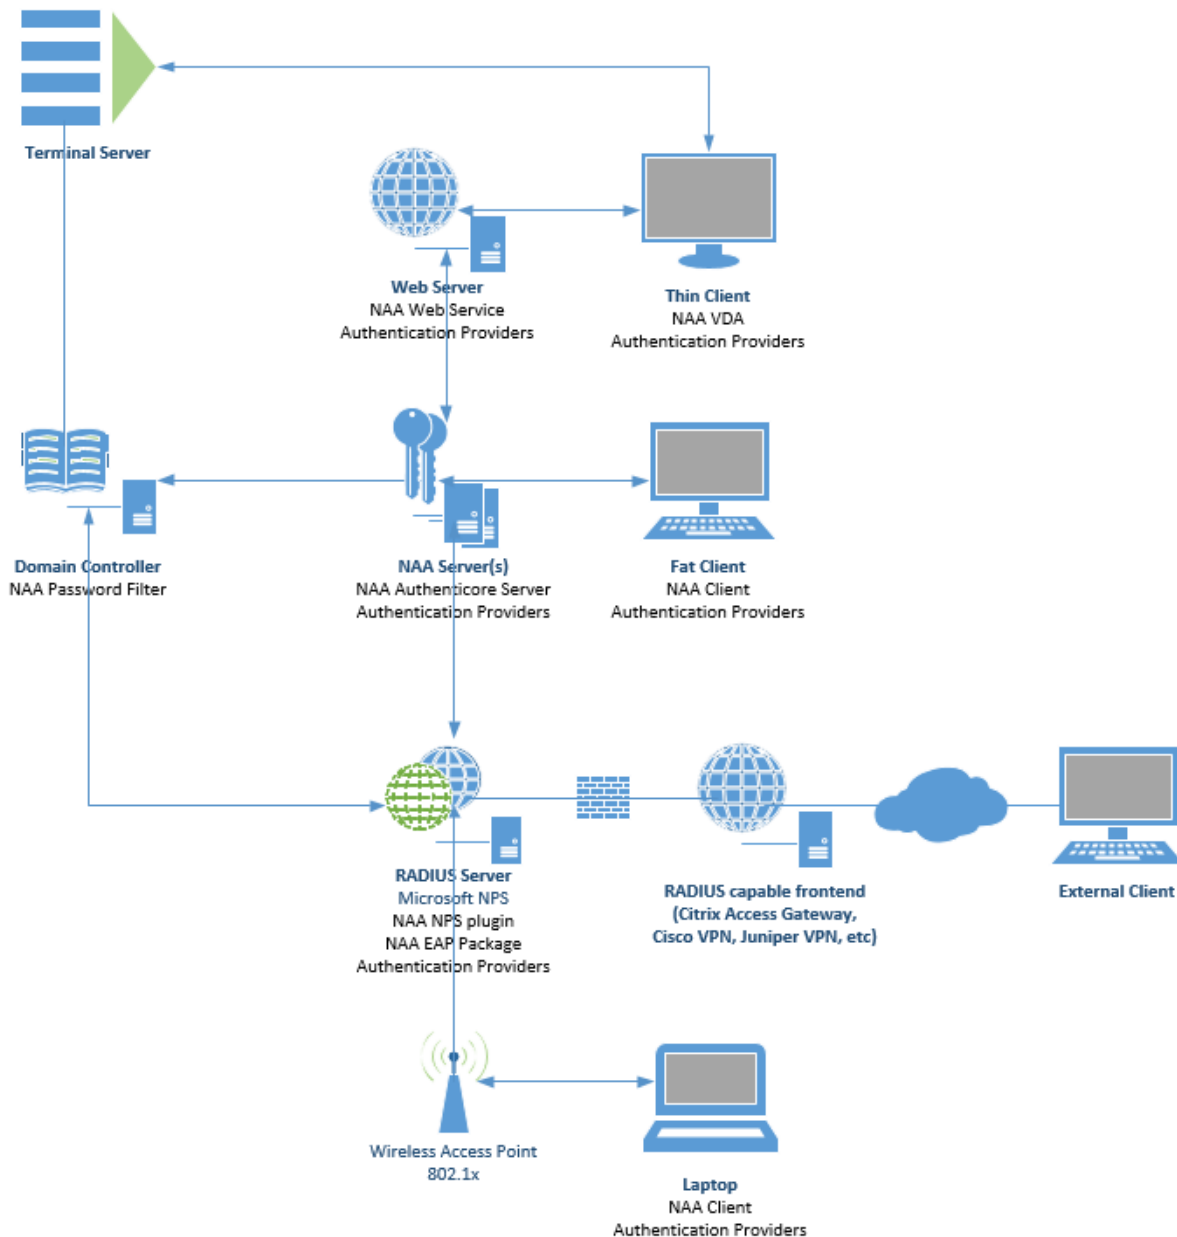 Terminal Server
Web Server
NAA Web Service
Authentication Providers
Thin Client
NAA VDA
Authentication Providers
Domain Controller
NAA Password Filter
NAA Server(s)
NAA Authenticore Server
Authentication Providers
Fat Client
NAA Client
Authentication Providers
RADIUS Server
Microsoft NPS
NAA NPS plugin
NAA EAP Package
Authentication Providers
RADIUS capable frontend
(Citrix Access Gateway,
Cisco VPN, Juniper VPN, etc)
External Client
Wireless Access Point
802.1x
Laptop
NAA Client
Authentication Providers